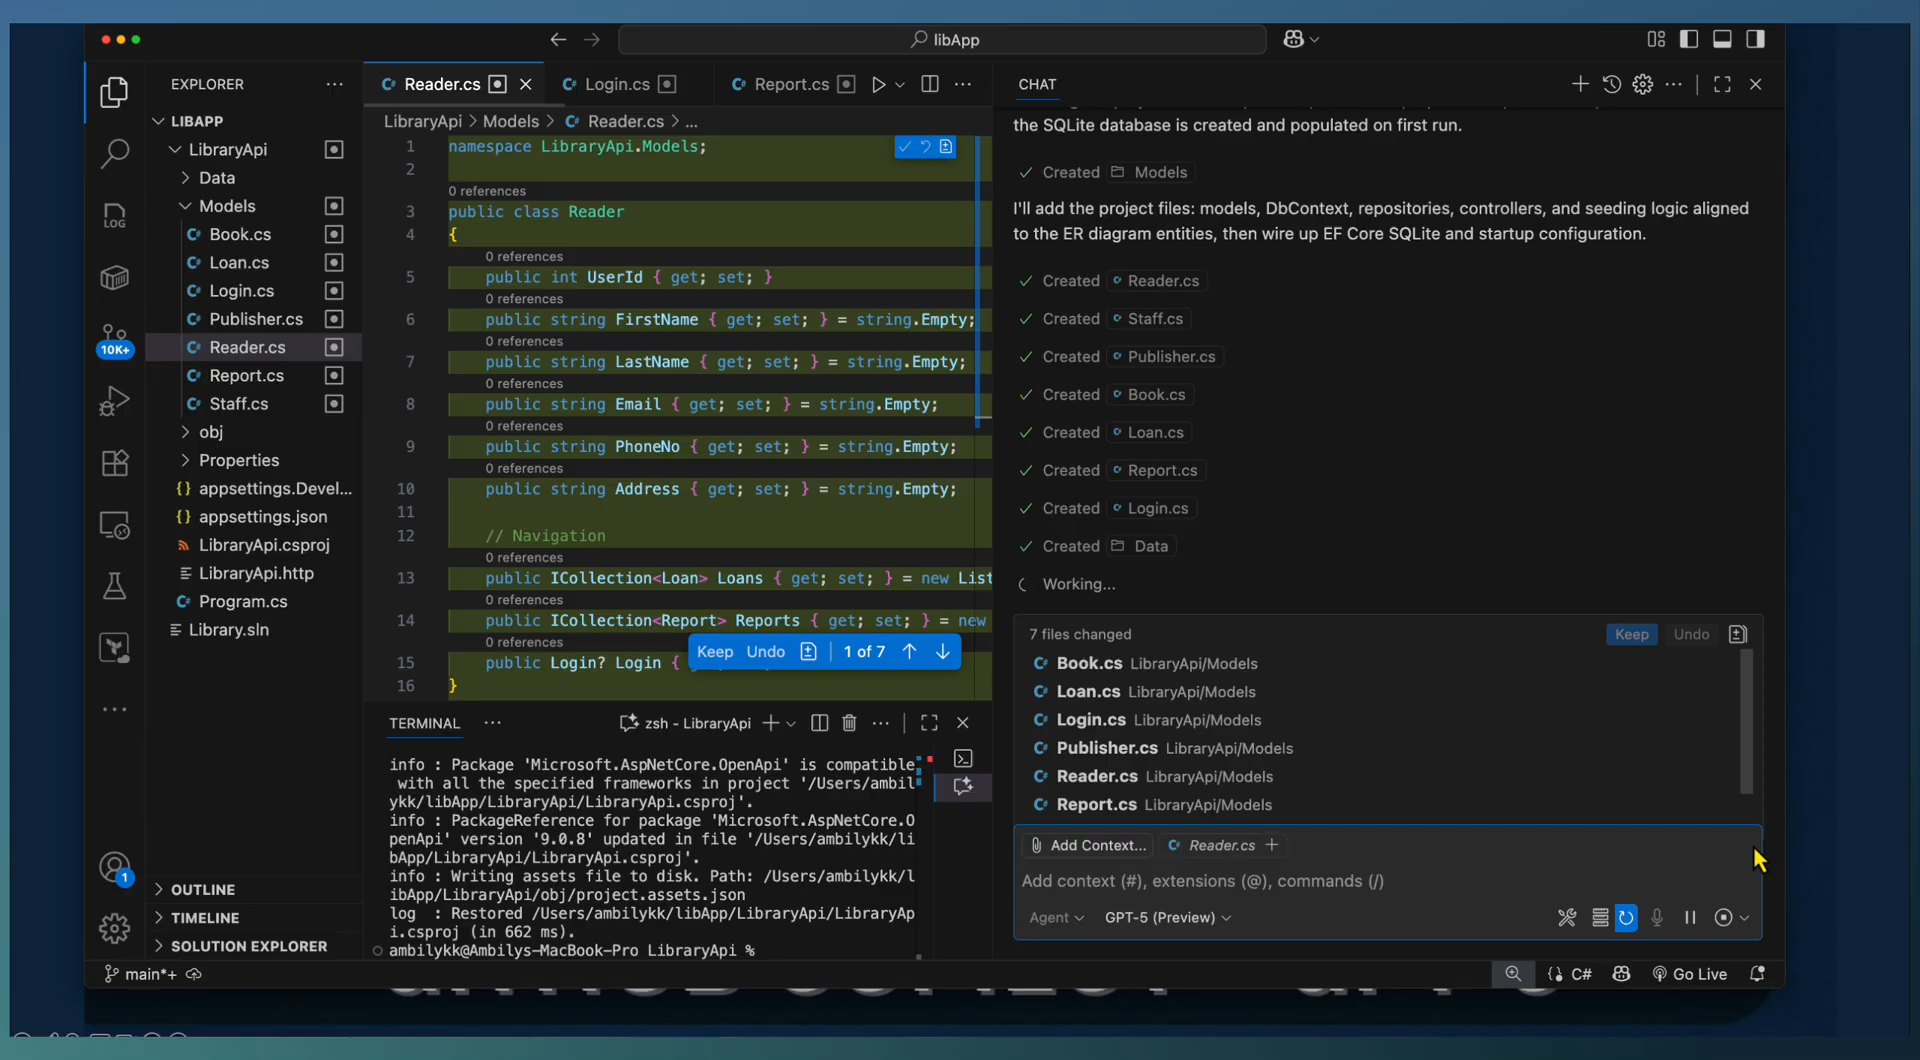 libApp
EXPLORER
LIBAPP
LibraryApi
Data
Models
Book.cs
Loan.cs
Login.cs
Publisher.cs
Reader.cs
Report.cs
Staff.cs
obj
Properties
appsettings.Devel...
appsettings.json
LibraryApi.csproj
LibraryApi.http
Program.cs
Library.sln
OUTLINE
TIMELINE
SOLUTION EXPLORER
LOG
10K+
1
Reader.cs
Login.cs
Report.cs
LibraryApi > Models > Reader.cs > ...
1 namespace LibraryApi.Models;
2
0 references
3 public class Reader
4 {
0 references
5 public int UserId { get; set; }
0 references
6 public string FirstName { get; set; } = string.Empty;
0 references
7 public string LastName { get; set; } = string.Empty;
0 references
8 public string Email { get; set; } = string.Empty;
0 references
9 public string PhoneNo { get; set; } = string.Empty;
0 references
10 public string Address { get; set; } = string.Empty;
11
12 // Navigation
0 references
13 public ICollection<Loan> Loans { get; set; } = new List
0 references
14 public ICollection<Report> Reports { get; set; } = new
0 references
15 public Login? Login {
16 }
Keep Undo 1 of 7
TERMINAL
zsh - LibraryApi
info : Package 'Microsoft.AspNetCore.OpenApi' is compatible
with all the specified frameworks in project '/Users/ambil
ykk/libApp/LibraryApi/LibraryApi.csproj'.
info : PackageReference for package 'Microsoft.AspNetCore.O
penApi' version '9.0.8' updated in file '/Users/ambilykk/li
bApp/LibraryApi/LibraryApi.csproj'.
info : Writing assets file to disk. Path: /Users/ambilykk/l
ibApp/LibraryApi/obj/project.assets.json
log : Restored /Users/ambilykk/libApp/LibraryApi/LibraryAp
i.csproj (in 662 ms).
ambilykk@Ambilys-MacBook-Pro LibraryApi %
CHAT
the SQLite database is created and populated on first run.
Created Models
I'll add the project files: models, DbContext, repositories, controllers, and seeding logic aligned
to the ER diagram entities, then wire up EF Core SQLite and startup configuration.
Created Reader.cs
Created Staff.cs
Created Publisher.cs
Created Book.cs
Created Loan.cs
Created Report.cs
Created Login.cs
Created Data
Working...
7 files changed
Keep Undo
Book.cs LibraryApi/Models
Loan.cs LibraryApi/Models
Login.cs LibraryApi/Models
Publisher.cs LibraryApi/Models
Reader.cs LibraryApi/Models
Report.cs LibraryApi/Models
Add Context... Reader.cs +
Add context (#), extensions (@), commands (/)
Agent GPT-5 (Preview)
main*+
C# Go Live